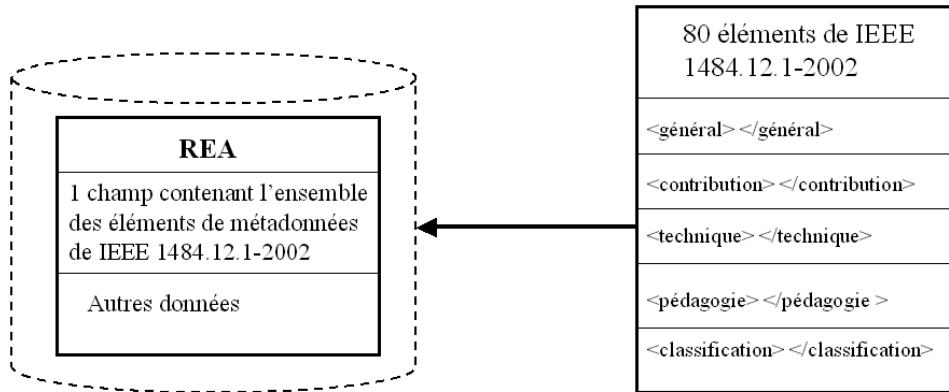 REA
1 champ contenant l'ensemble
des éléments de métadonnées
de IEEE 1484.12.1-2002
Autres données
80 éléments de IEEE
1484.12.1-2002
<général></général>
<contribution></contribution>
<technique></technique>
<pédagogie></pédagogie >
<classification></classification>